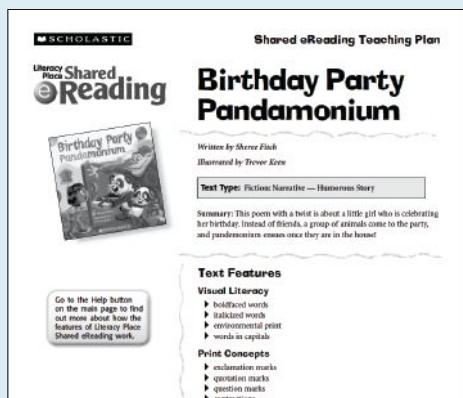 SCHOLASTIC
Shared eReading Teaching Plan
Literacy Place Shared
eReading
Birthday Party
Pandamonium
Birthday Party
Pandamonium
Written by Sheree Fitch
Illustrated by Trevor Keen
Text Type: Fiction: Narrative — Humorous Story
Summary: This poem with a twist is about a little girl who is celebrating
her birthday. Instead of friends, a group of animals come to the party,
and pandemonium ensues once they are in the house!
Text Features
Visual Literacy
boldfaced words
italicized words
environmental print
words in capitals
Print Concepts
exclamation marks
quotation marks
question marks
Go to the Help button
on the main page to find
out more about how the
features of Literacy Place
Shared eReading work.